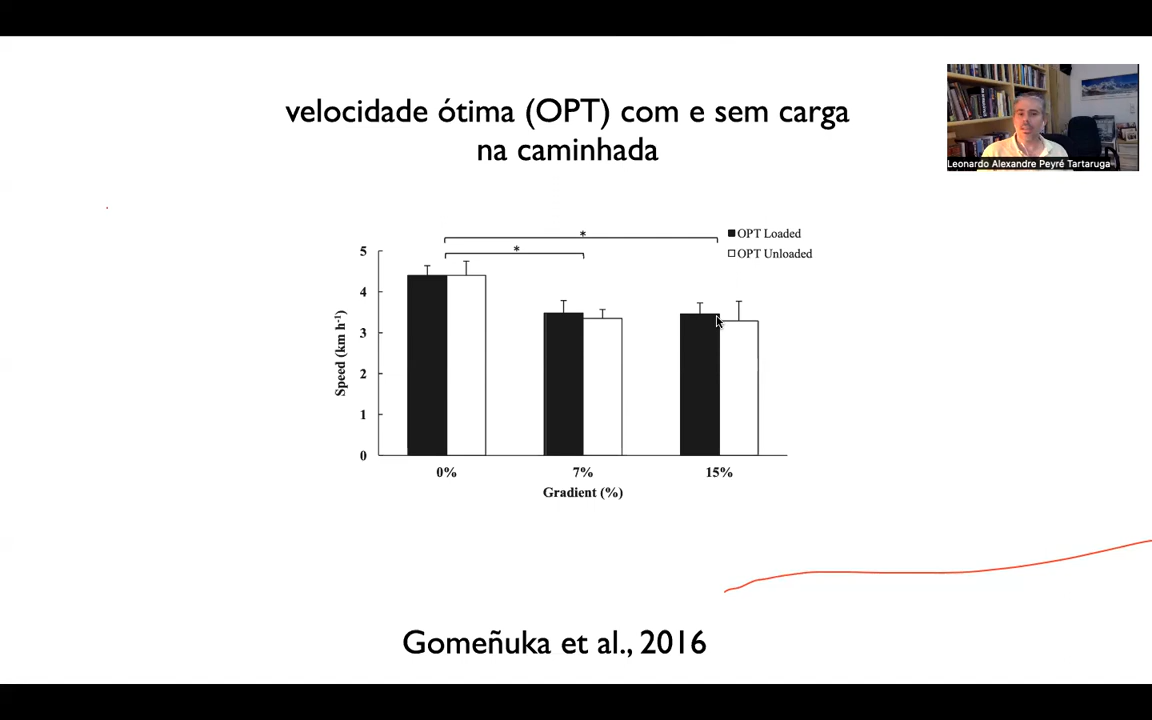 velocidade ótima (OPT) com e sem carga
na caminhada
Leonardo Alexandre Peyré Tartaruga
OPT Loaded
OPT Unloaded
*
*
5
4
3
2
1
0
Speed (km h-1)
0%
7%
15%
Gradient (%)
Gomeñuka et al., 2016